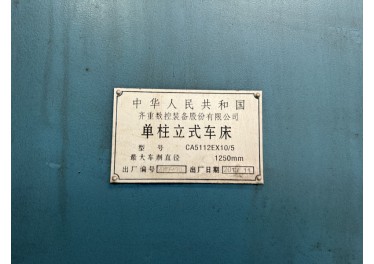 中华人民共和国
齐重数控装备股份有限公司
单柱立式车床
型号 CA5112EX10/5
最大车削直径 1250mm
出厂编号 出厂日期